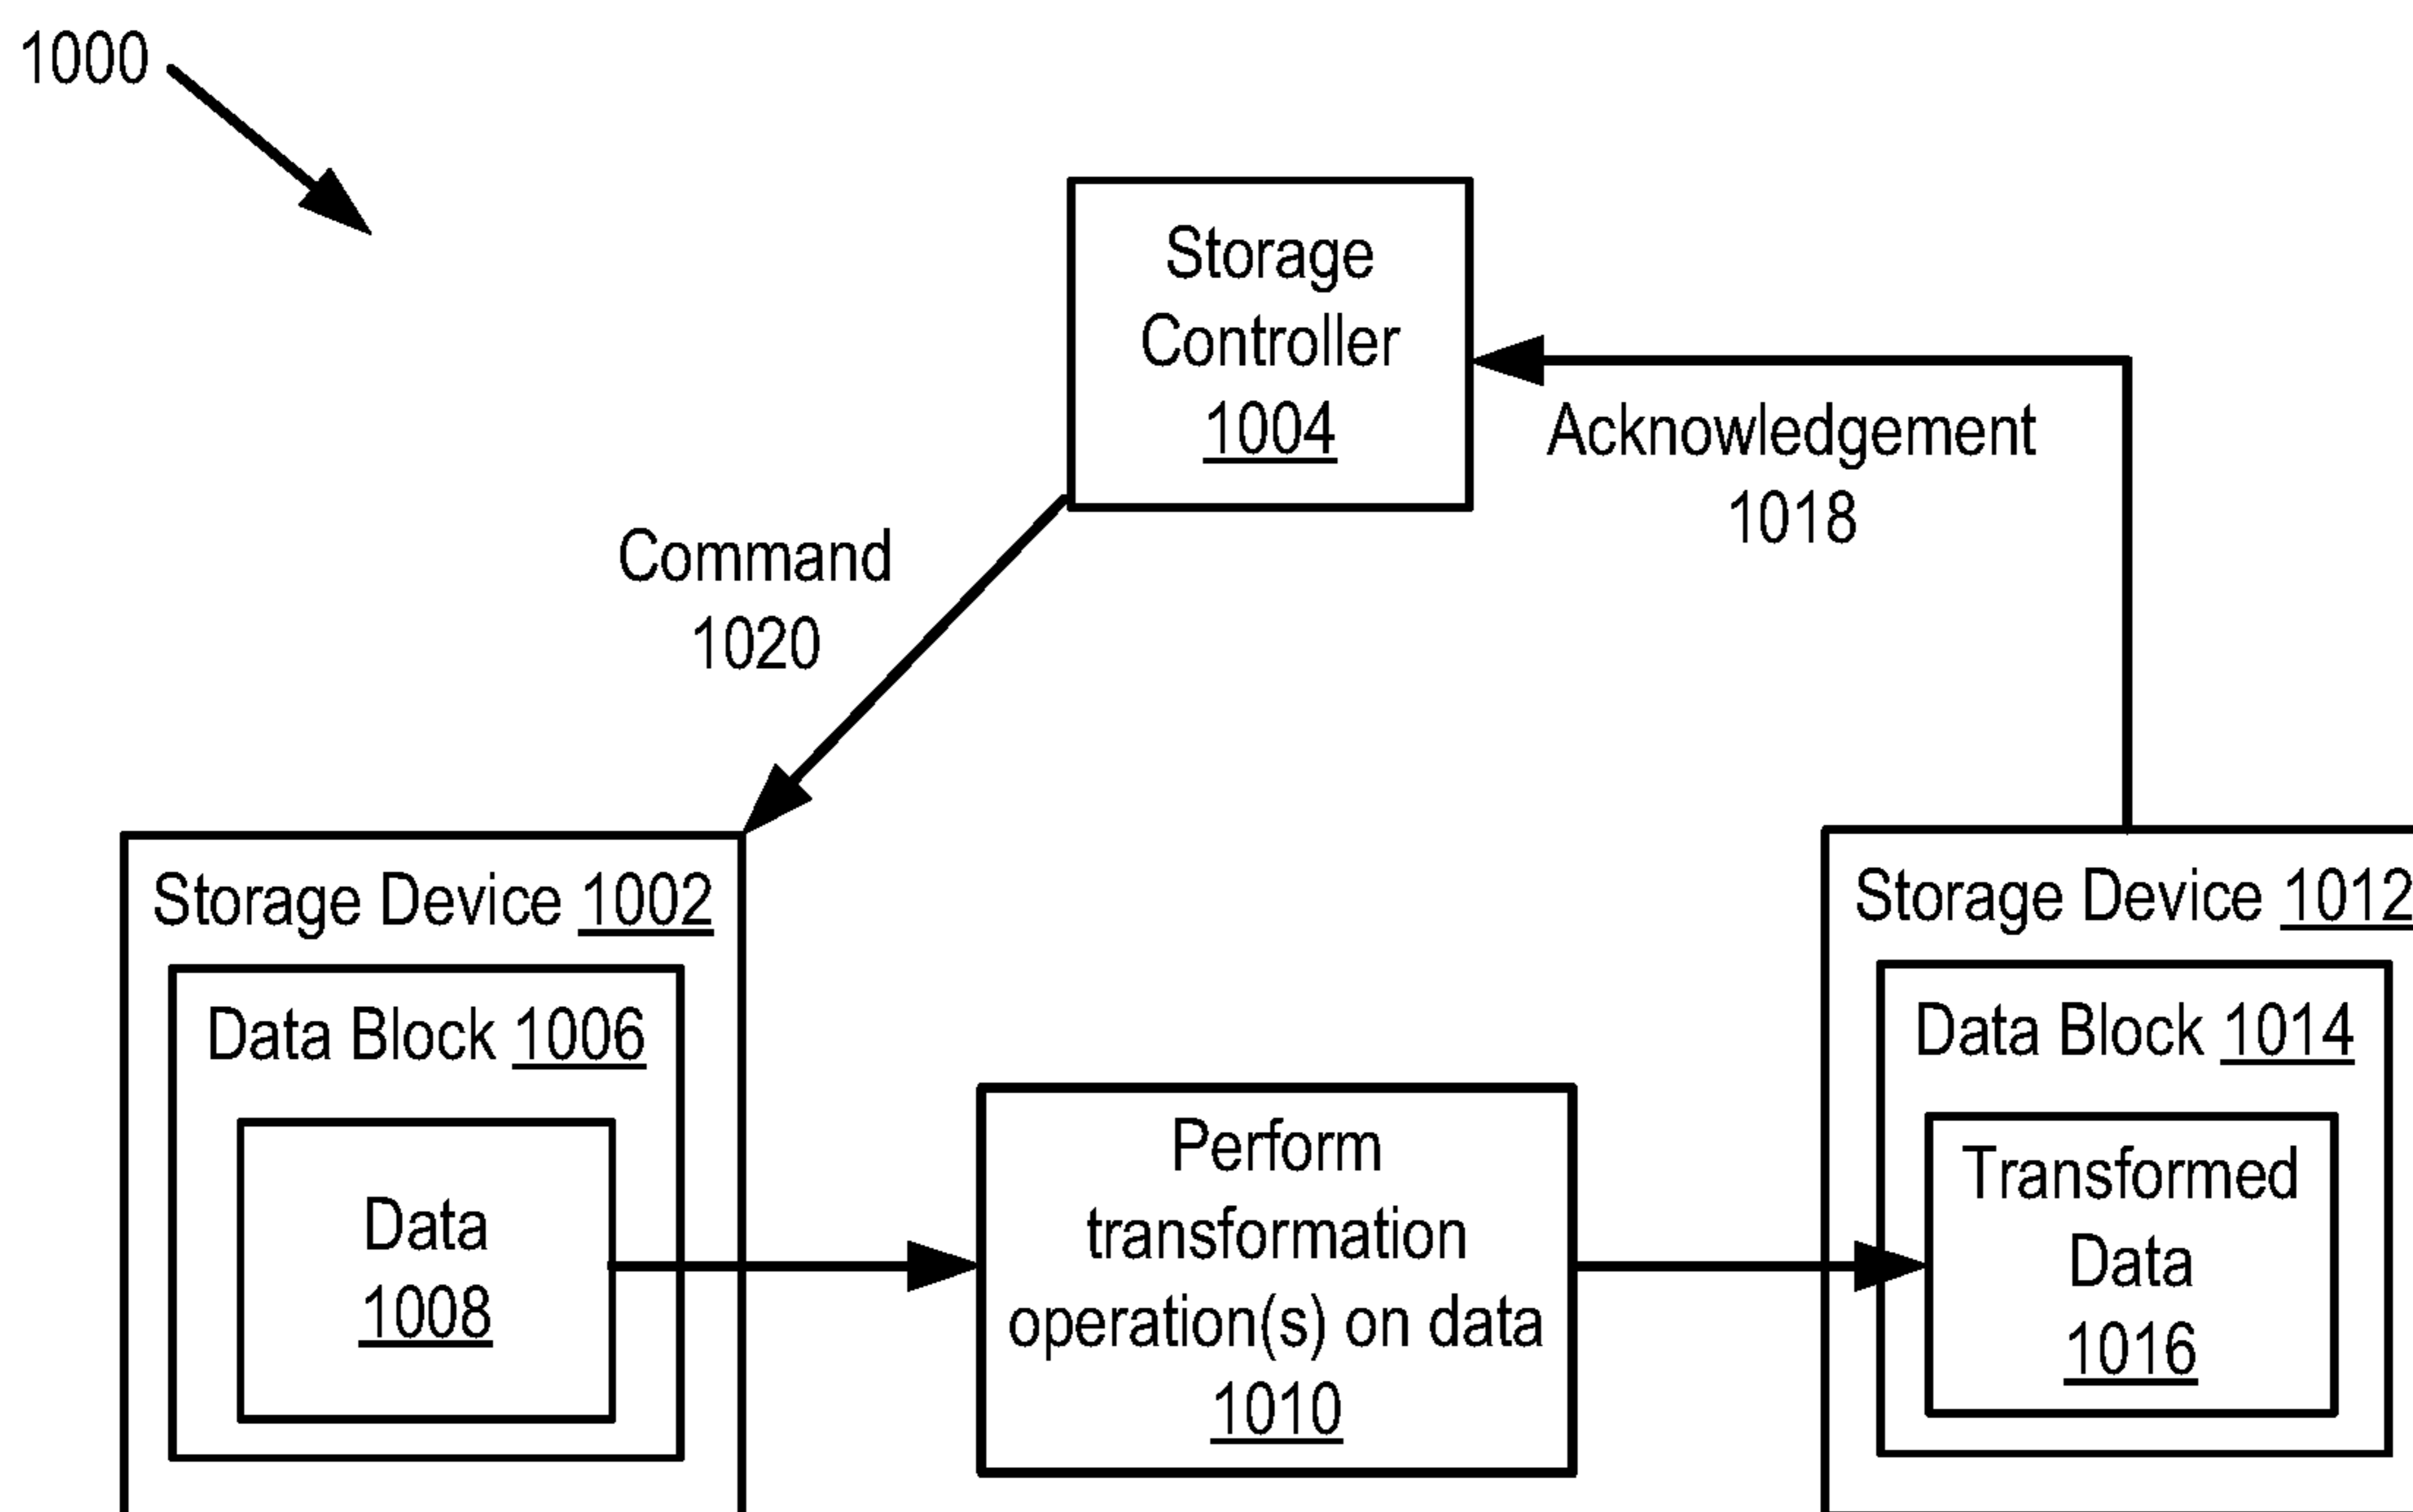 1000
Storage
Controller
1004
Acknowledgement
1018
Command
1020
Storage Device 1002
Data Block 1006
Data
1008
Perform
transformation
operation(s) on data
1010
Storage Device 1012
Data Block 1014
Transformed
Data
1016